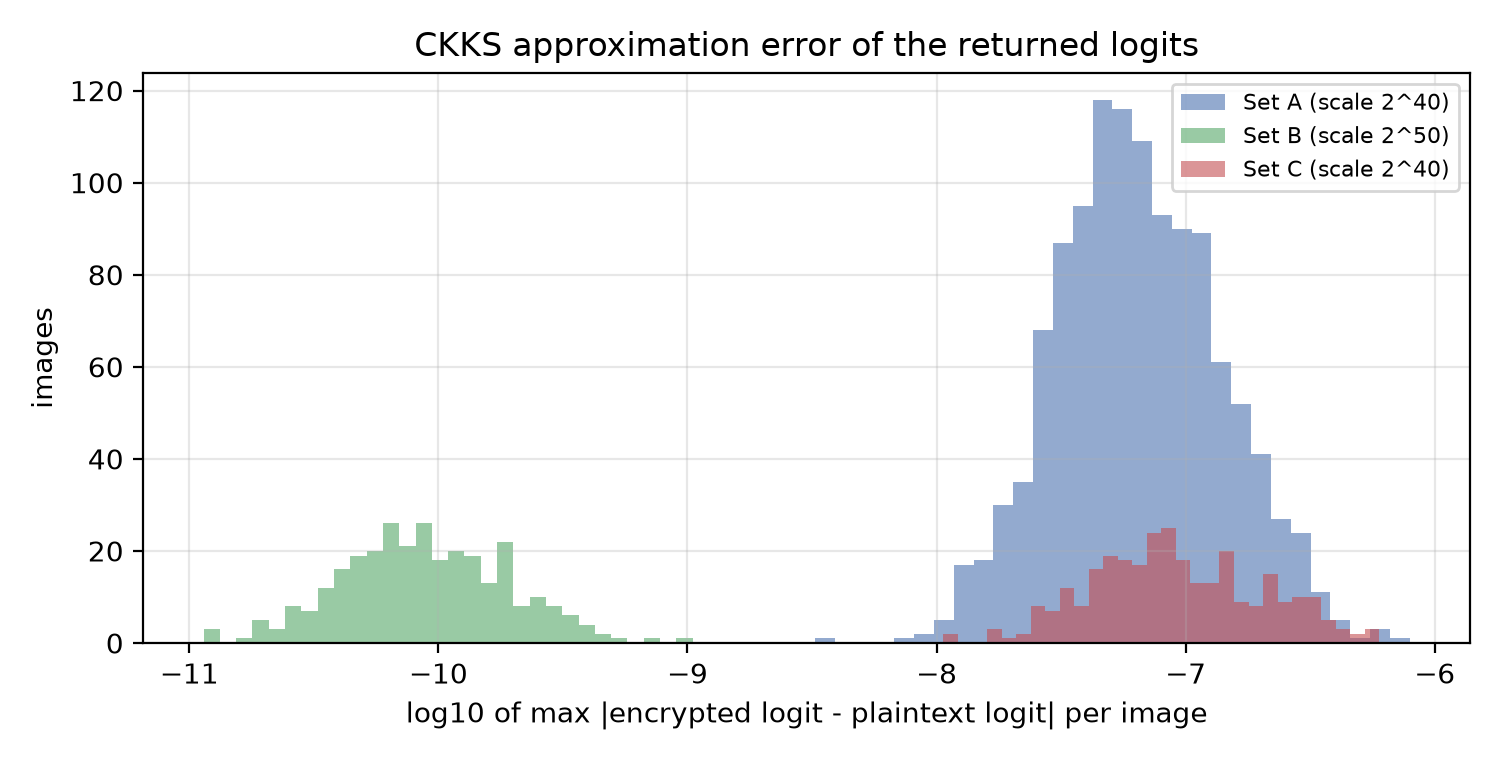 CKKS approximation error of the returned logits
Set A (scale 2^40)
Set B (scale 2^50)
Set C (scale 2^40)
images
120
100
80
60
40
20
0
−11
−10
−9
−8
−7
−6
log10 of max |encrypted logit - plaintext logit| per image